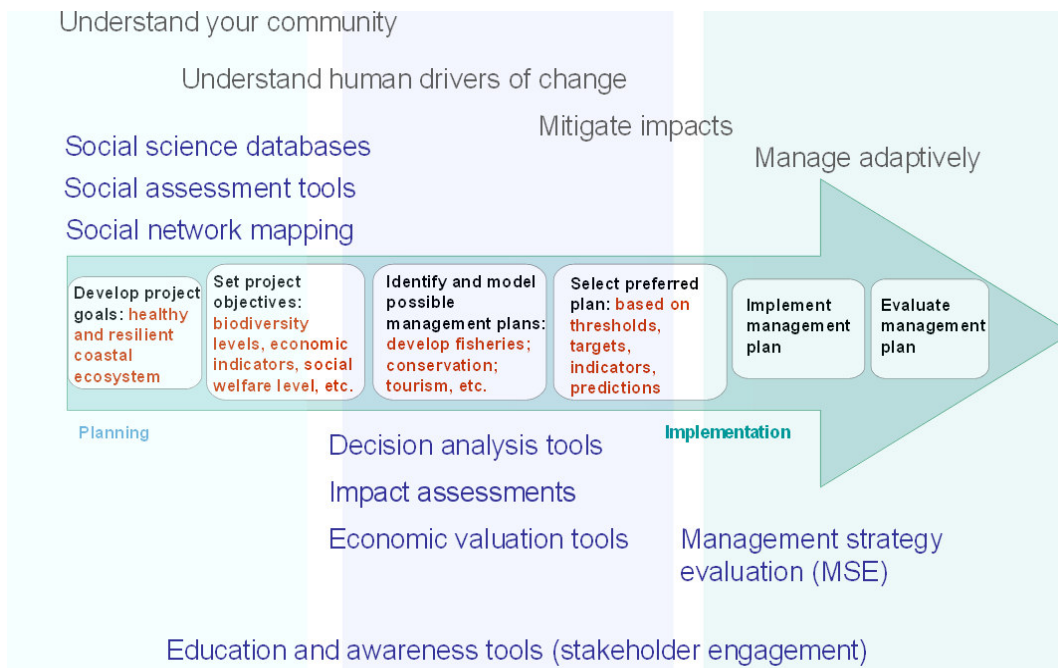 Understand your community
Understand human drivers of change
Mitigate impacts
Manage adaptively
Social science databases
Social assessment tools
Social network mapping
Develop project
goals: healthy
and resilient
coastal
ecosystem
Set project
objectives:
biodiversity
levels, economic
indicators, social
welfare level, etc.
Identify and model
possible
management plans:
develop fisheries;
conservation;
tourism, etc.
Select preferred
plan: based on
thresholds,
targets,
indicators,
predictions
Implement
management
plan
Evaluate
management
plan
Planning
Implementation
Decision analysis tools
Impact assessments
Economic valuation tools
Management strategy
evaluation (MSE)
Education and awareness tools (stakeholder engagement)